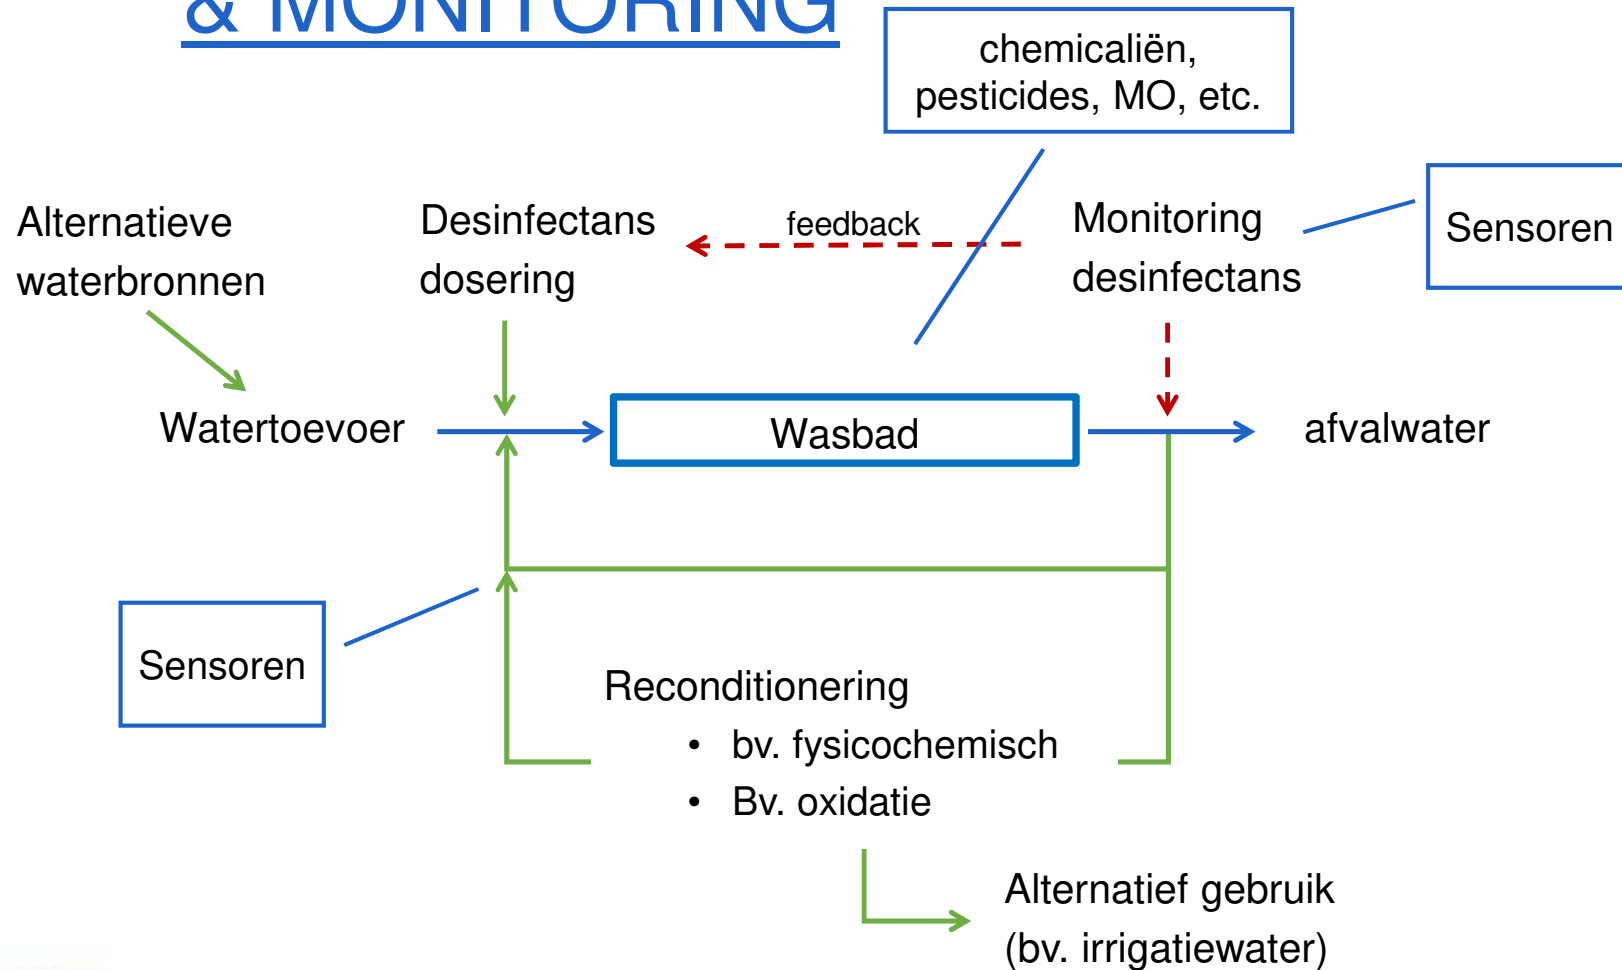 & MONITORING
chemicaliën,
pesticides, MO, etc.
Alternatieve
waterbronnen
Desinfectans
dosering
feedback
Monitoring
desinfectans
Sensoren
Watertoevoer
Wasbad
afvalwater
Sensoren
Reconditionering
• bv. fysicochemisch
• Bv. oxidatie
Alternatief gebruik
(bv. irrigatiewater)